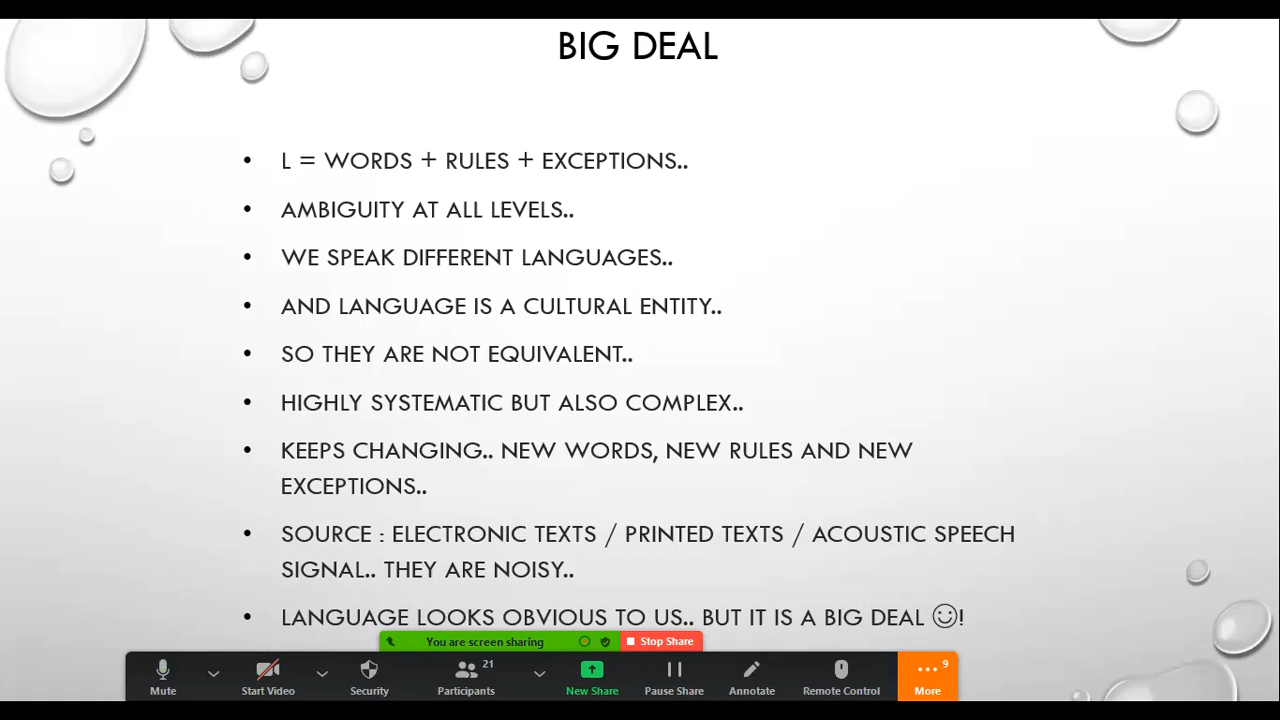 BIG DEAL
• L = WORDS + RULES + EXCEPTIONS..
• AMBIGUITY AT ALL LEVELS..
• WE SPEAK DIFFERENT LANGUAGES..
• AND LANGUAGE IS A CULTURAL ENTITY..
• SO THEY ARE NOT EQUIVALENT..
• HIGHLY SYSTEMATIC BUT ALSO COMPLEX..
• KEEPS CHANGING.. NEW WORDS, NEW RULES AND NEW
EXCEPTIONS..
• SOURCE : ELECTRONIC TEXTS / PRINTED TEXTS / ACOUSTIC SPEECH
SIGNAL.. THEY ARE NOISY..
• LANGUAGE LOOKS OBVIOUS TO US.. BUT IT IS A BIG DEAL ☺!
You are screen sharing Stop Share
21 9
Mute Start Video Security Participants New Share Pause Share Annotate Remote Control More